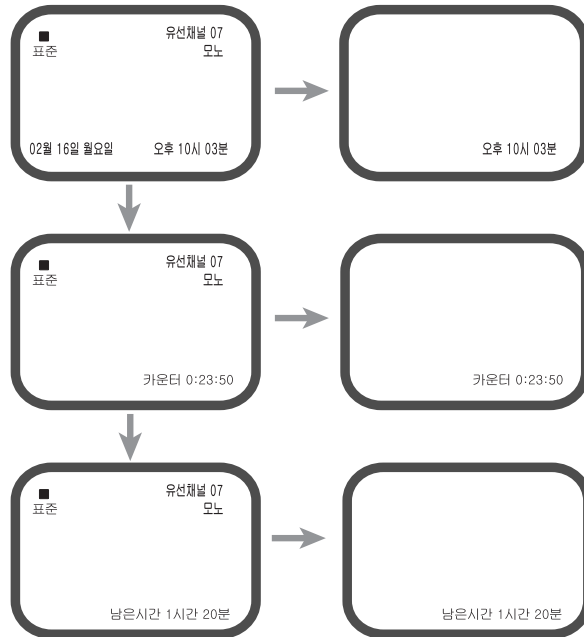 유선채널 07
표준 모노
02월 16일 월요일 오후 10시 03분
오후 10시 03분
유선채널 07
표준 모노
카운터 0:23:50
카운터 0:23:50
유선채널 07
표준 모노
남은시간 1시간 20분
남은시간 1시간 20분